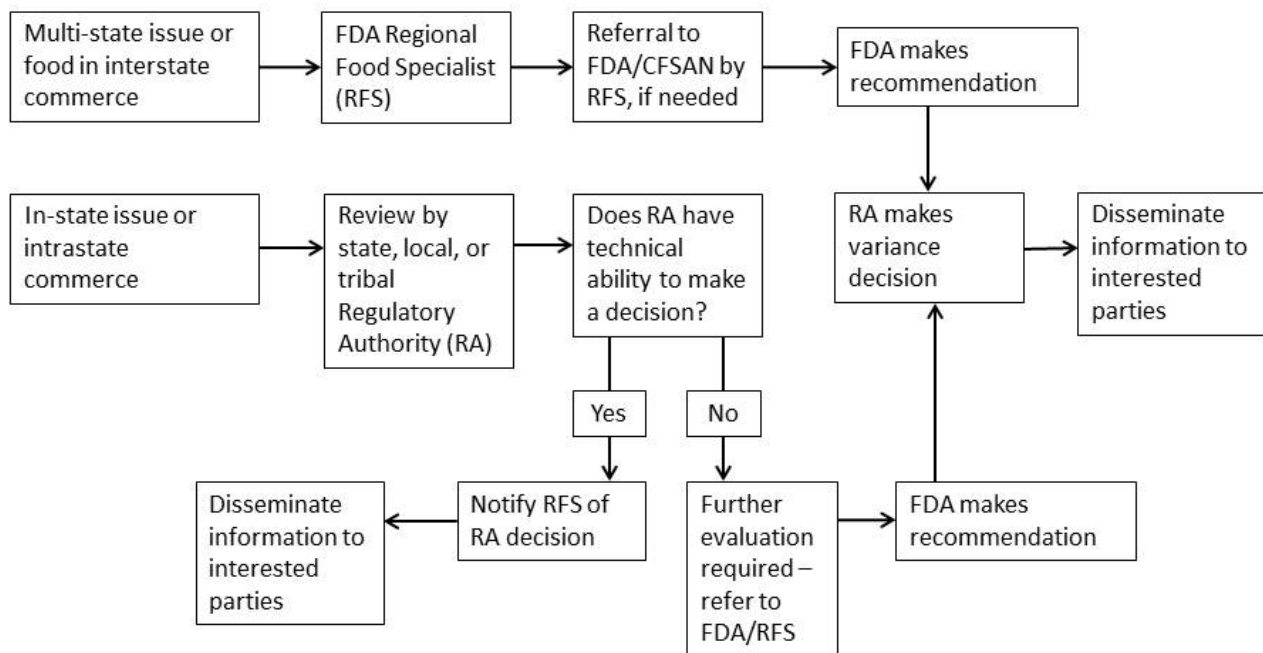 Multi-state issue or
food in interstate
commerce
FDA Regional
Food Specialist
(RFS)
Referral to
FDA/CFSAN by
RFS, if needed
FDA makes
recommendation
In-state issue or
intrastate
commerce
Review by
state, local, or
tribal
Regulatory
Authority (RA)
Does RA have
technical
ability to make
a decision?
RA makes
variance
decision
Disseminate
information to
interested
parties
Yes
No
Disseminate
information to
interested
parties
Notify RFS of
RA decision
Further
evaluation
required –
refer to
FDA/RFS
FDA makes
recommendation